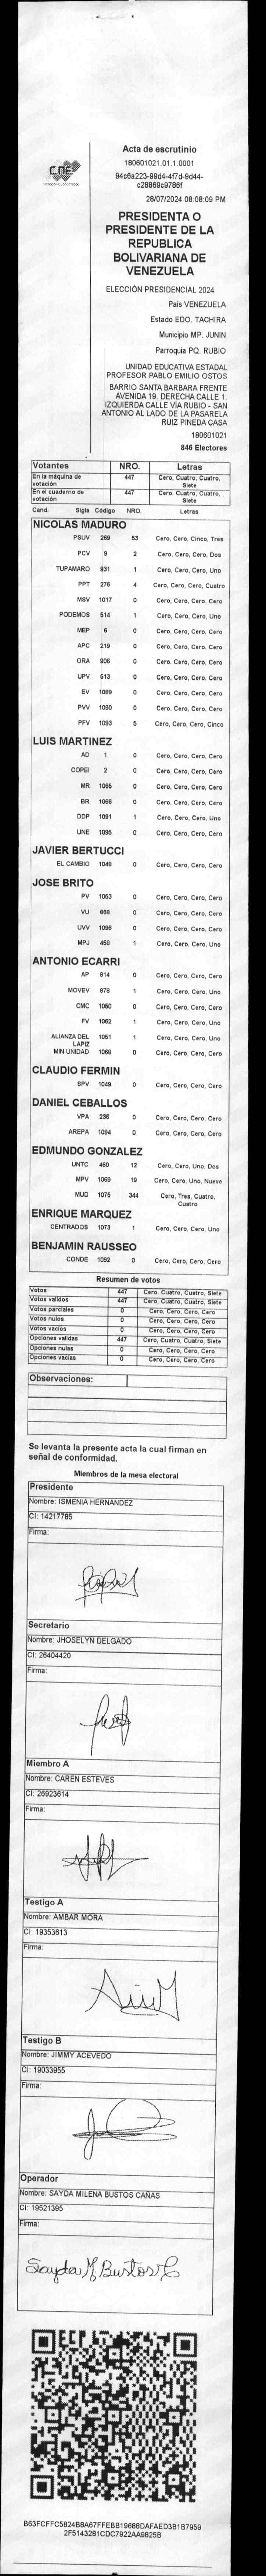 CNE
Acta de escrutinio
180601021.01.1.0001
94c6a223-99d4-4f7d-9d44-
c28669c9786f
28/07/2024 08:08:09 PM
PRESIDENTA O
PRESIDENTE DE LA
REPUBLICA
BOLIVARIANA DE
VENEZUELA
ELECCIÓN PRESIDENCIAL 2024
Pais VENEZUELA
Estado EDO. TACHIRA
Municipio MP. JUNIN
Parroquia PQ. RUBIO
UNIDAD EDUCATIVA ESTADAL
PROFESOR PABLO EMILIO OSTOS
BARRIO SANTA BARBARA FRENTE
AVENIDA 19. DERECHA CALLE 1.
IZQUIERDA CALLE VIA RUBIO - SAN
ANTONIO AL LADO DE LA PASARELA
RUIZ PINEDA CASA
180601021
846 Electores
Votantes NRO. Letras
En la máquina de votación 447 Cero, Cuatro, Cuatro, Siete
En el cuaderno de votación 447 Cero, Cuatro, Cuatro, Siete
Cand. Sigla Código NRO. Letras
NICOLAS MADURO
PSUV 269 53 Cero, Cero, Cinco, Tres
PCV 9 2 Cero, Cero, Cero, Dos
TUPAMARO 931 1 Cero, Cero, Cero, Uno
PPT 276 4 Cero, Cero, Cero, Cuatro
MSV 1017 0 Cero, Cero, Cero, Cero
PODEMOS 514 1 Cero, Cero, Cero, Uno
MEP 6 0 Cero, Cero, Cero, Cero
APC 219 0 Cero, Cero, Cero, Cero
ORA 906 0 Cero, Cero, Cero, Cero
UPV 513 0 Cero, Cero, Cero, Cero
EV 1089 0 Cero, Cero, Cero, Cero
PVV 1090 0 Cero, Cero, Cero, Cero
PFV 1093 5 Cero, Cero, Cero, Cinco
LUIS MARTINEZ
AD 1 0 Cero, Cero, Cero, Cero
COPEI 2 0 Cero, Cero, Cero, Cero
MR 1065 0 Cero, Cero, Cero, Cero
BR 1066 0 Cero, Cero, Cero, Cero
DDP 1091 1 Cero, Cero, Cero, Uno
UNE 1095 0 Cero, Cero, Cero, Cero
JAVIER BERTUCCI
EL CAMBIO 1048 0 Cero, Cero, Cero, Cero
JOSE BRITO
PV 1053 0 Cero, Cero, Cero, Cero
VU 868 0 Cero, Cero, Cero, Cero
UVV 1096 0 Cero, Cero, Cero, Cero
MPJ 458 1 Cero, Cero, Cero, Uno
ANTONIO ECARRI
AP 814 0 Cero, Cero, Cero, Cero
MOVEV 878 1 Cero, Cero, Cero, Uno
CMC 1050 0 Cero, Cero, Cero, Cero
FV 1062 1 Cero, Cero, Cero, Uno
ALIANZA DEL LAPIZ 1051 1 Cero, Cero, Cero, Uno
MIN UNIDAD 1068 0 Cero, Cero, Cero, Cero
CLAUDIO FERMIN
SPV 1049 0 Cero, Cero, Cero, Cero
DANIEL CEBALLOS
VPA 236 0 Cero, Cero, Cero, Cero
AREPA 1094 0 Cero, Cero, Cero, Cero
EDMUNDO GONZALEZ
UNTC 460 12 Cero, Cero, Uno, Dos
MPV 1069 19 Cero, Cero, Uno, Nueve
MUD 1075 344 Cero, Tres, Cuatro, Cuatro
ENRIQUE MARQUEZ
CENTRADOS 1073 1 Cero, Cero, Cero, Uno
BENJAMIN RAUSSEO
CONDE 1092 0 Cero, Cero, Cero, Cero
Resumen de votos
Votos 447 Cero, Cuatro, Cuatro, Siete
Votos validos 447 Cero, Cuatro, Cuatro, Siete
Votos parciales 0 Cero, Cero, Cero, Cero
Votos nulos 0 Cero, Cero, Cero, Cero
Votos vacios 0 Cero, Cero, Cero, Cero
Opciones validas 447 Cero, Cuatro, Cuatro, Siete
Opciones nulas 0 Cero, Cero, Cero, Cero
Opciones vacias 0 Cero, Cero, Cero, Cero
Observaciones:
Se levanta la presente acta la cual firman en
señal de conformidad.
Miembros de la mesa electoral
Presidente
Nombre: ISMENIA HERNANDEZ
CI: 14217785
Firma:
Secretario
Nombre: JHOSELYN DELGADO
CI: 26404420
Firma:
Miembro A
Nombre: CAREN ESTEVES
CI: 26923614
Firma:
Testigo A
Nombre: AMBAR MORA
CI: 19353613
Firma:
Testigo B
Nombre: JIMMY ACEVEDO
CI: 19033955
Firma:
Operador
Nombre: SAYDA MILENA BUSTOS CAÑAS
CI: 19521395
Firma:
Sayda M Bustos C
B63FCFFC5824B8A67FFEBB19688DAFAED3B1B7959
2F5143281CDC7922AA9825B